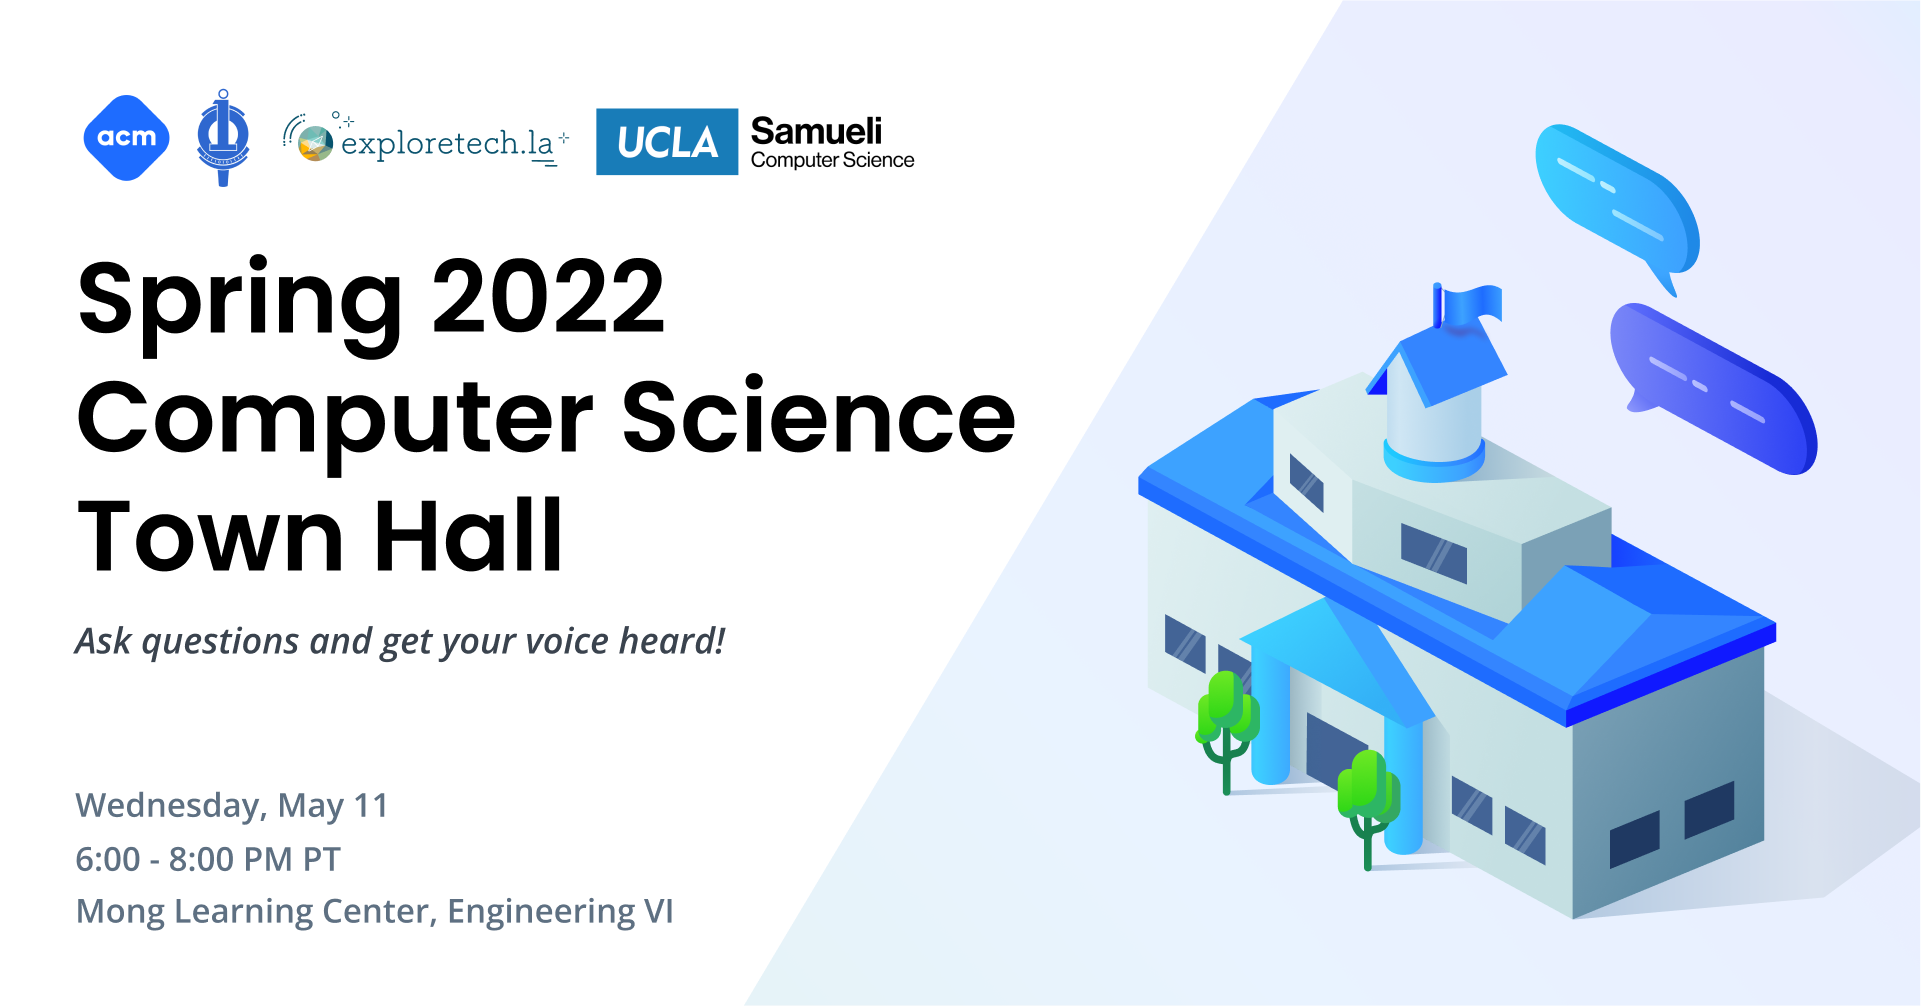 acm
exploretech.la
UCLA
Samueli
Computer Science
Spring 2022
Computer Science
Town Hall
Ask questions and get your voice heard!
Wednesday, May 11
6:00 - 8:00 PM PT
Mong Learning Center, Engineering VI